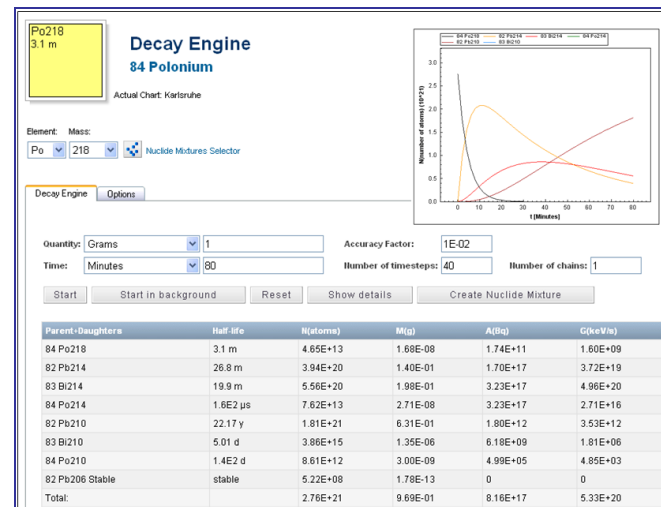 Po218
3.1 m
Decay Engine
84 Polonium
Actual Chart: Karlsruhe
Element: Mass:
Po 218 Nuclide Mixtures Selector
84 Po218 82 Pb214 83 Bi214 84 Po214
82 Pb210 83 Bi210
N(number of atoms) (10^21)
3.0
2.5
2.0
1.5
1.0
0.5
0.0
0 10 20 30 40 50 60 70 80
t [Minutes]
Decay Engine Options
Quantity: Grams 1 Accuracy Factor: 1E-02
Time: Minutes 80 Number of timesteps: 40 Number of chains: 1
Start Start in background Reset Show details Create Nuclide Mixture
Parent+Daughters Half-life N(atoms) M(g) A(Bq) G(keV/s)
84 Po218 3.1 m 4.65E+13 1.68E-08 1.74E+11 1.60E+09
82 Pb214 26.8 m 3.94E+20 1.40E-01 1.70E+17 3.72E+19
83 Bi214 19.9 m 5.56E+20 1.98E-01 3.23E+17 4.96E+20
84 Po214 1.6E2 µs 7.62E+13 2.71E-08 3.23E+17 2.71E+16
82 Pb210 22.17 y 1.81E+21 6.31E-01 1.80E+12 3.53E+12
83 Bi210 5.01 d 3.86E+15 1.35E-06 6.18E+09 1.81E+06
84 Po210 1.4E2 d 8.61E+12 3.00E-09 4.99E+05 4.85E+03
82 Pb206 Stable stable 5.22E+08 1.78E-13 0 0
Total: 2.76E+21 9.69E-01 8.16E+17 5.33E+20